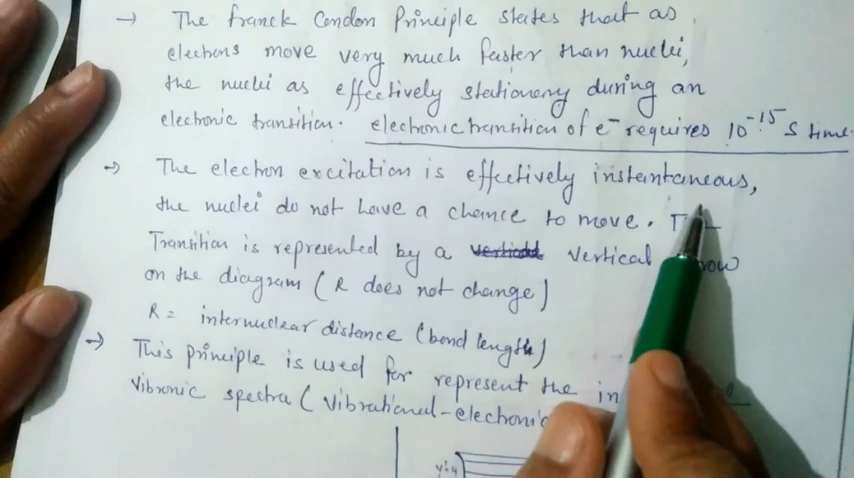 → The franck Condon Principle states that as
electrons move very much faster than nuclei,
the nuclei as effectively stationery during an
electronic transition. electronic transition of e⁻ requires 10⁻¹⁵ s time.
→ The electron excitation is effectively instantaneous,
the nuclei do not have a chance to move.
Transition is represented by a vertical
on the diagram (R does not change)
R = internuclear distance (bond length)
→ This principle is used for represent the
Vibronic spectra (Vibrational-electronic